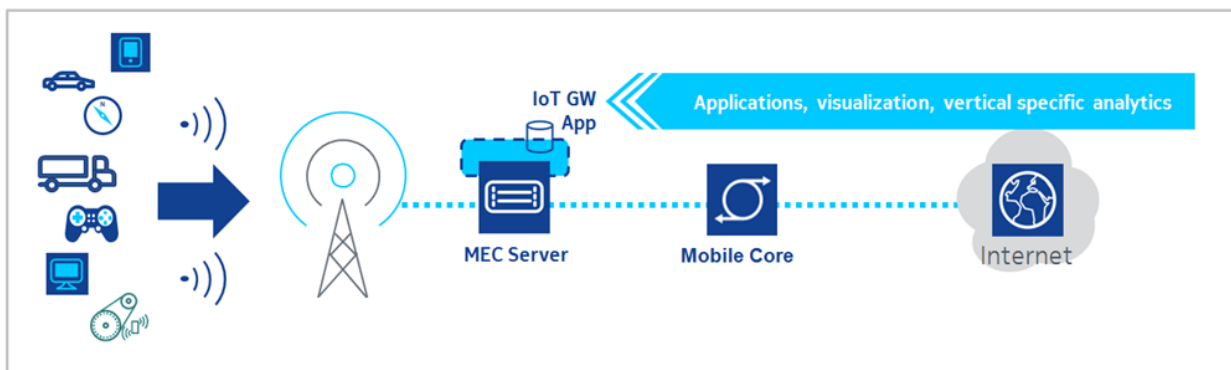 N
IoT GW
App
Applications, visualization, vertical specific analytics
MEC Server
Mobile Core
Internet